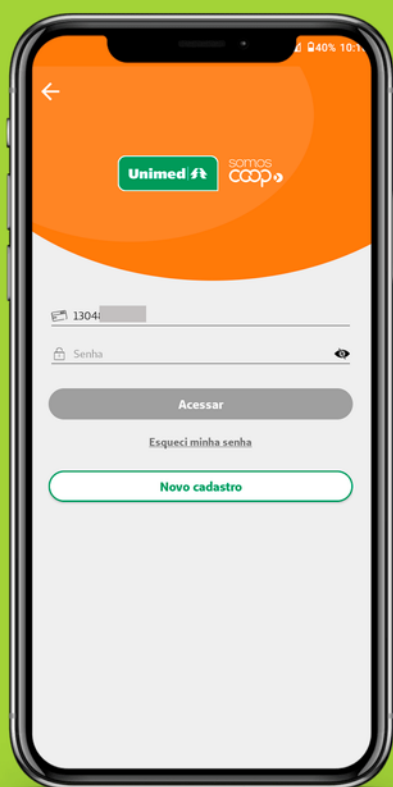 40% 10:1
Unimed
somos
coop
1304
Senha
Acessar
Esqueci minha senha
Novo cadastro